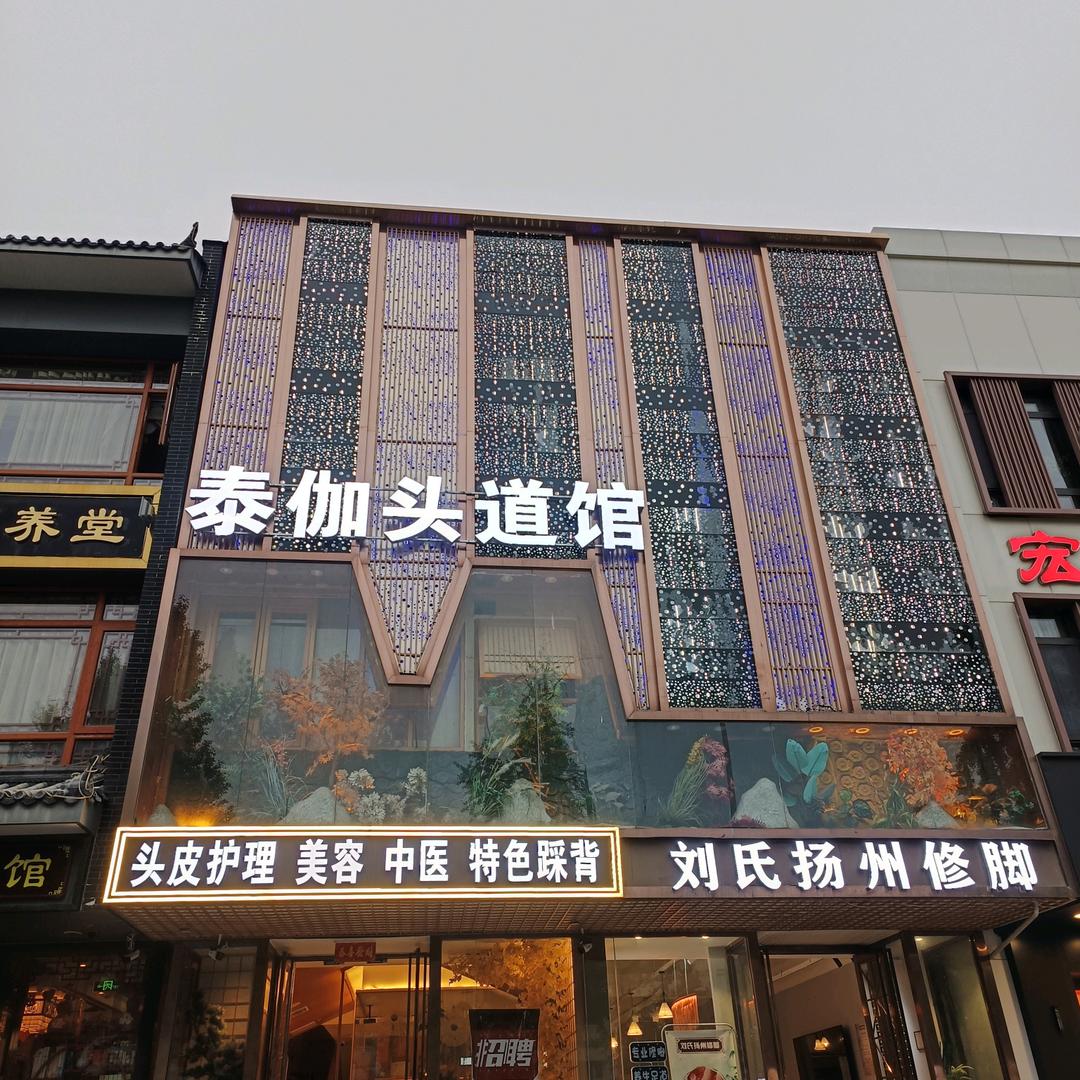 泰伽头道馆
养堂
宏
头皮护理 美容 中医 特色踩背
刘氏扬州修脚
馆
招聘